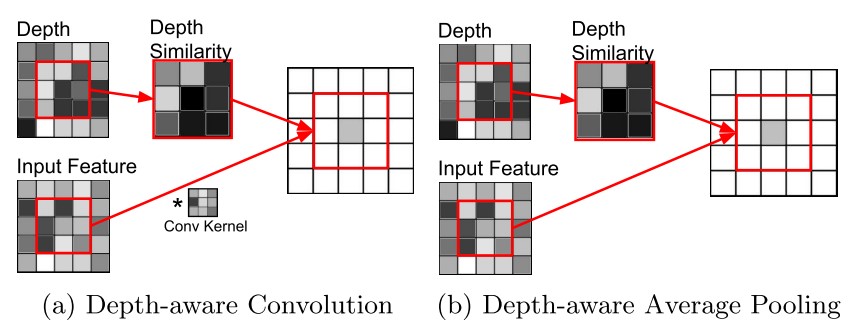 Depth
Depth
Similarity
Input Feature
*
Conv Kernel
(a) Depth-aware Convolution
Depth
Depth
Similarity
Input Feature
(b) Depth-aware Average Pooling